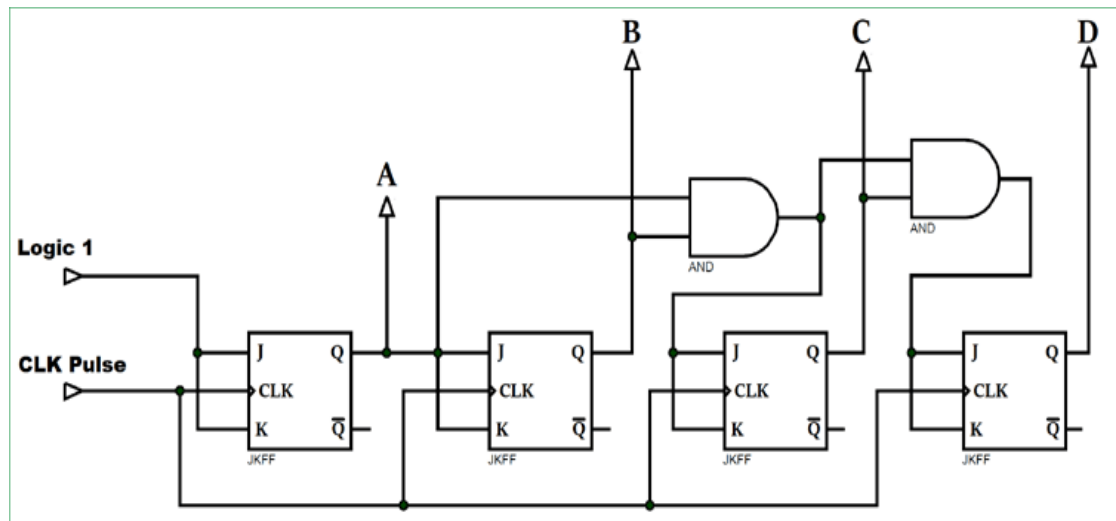 B
C
D
A
AND
AND
Logic 1
CLK Pulse
J Q
CLK
K Q̅
JKFF
J Q
CLK
K Q̅
JKFF
J Q
CLK
K Q̅
JKFF
J Q
CLK
K Q̅
JKFF